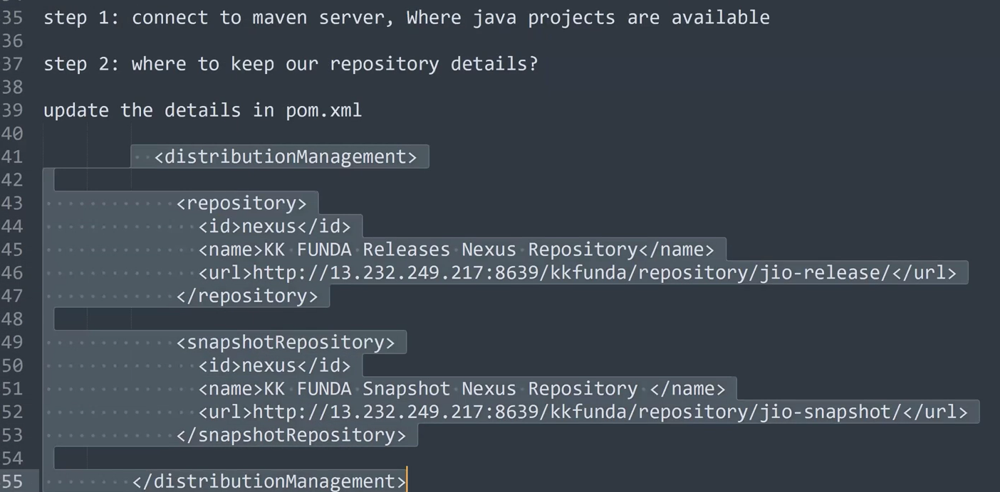 35 step 1: connect to maven server, Where java projects are available
36
37 step 2: where to keep our repository details?
38
39 update the details in pom.xml
40
41 <distributionManagement>
42
43 <repository>
44 <id>nexus</id>
45 <name>KK FUNDA Releases Nexus Repository</name>
46 <url>http://13.232.249.217:8639/kkfunda/repository/jio-release/</url>
47 </repository>
48
49 <snapshotRepository>
50 <id>nexus</id>
51 <name>KK FUNDA Snapshot Nexus Repository </name>
52 <url>http://13.232.249.217:8639/kkfunda/repository/jio-snapshot/</url>
53 </snapshotRepository>
54
55 </distributionManagement>